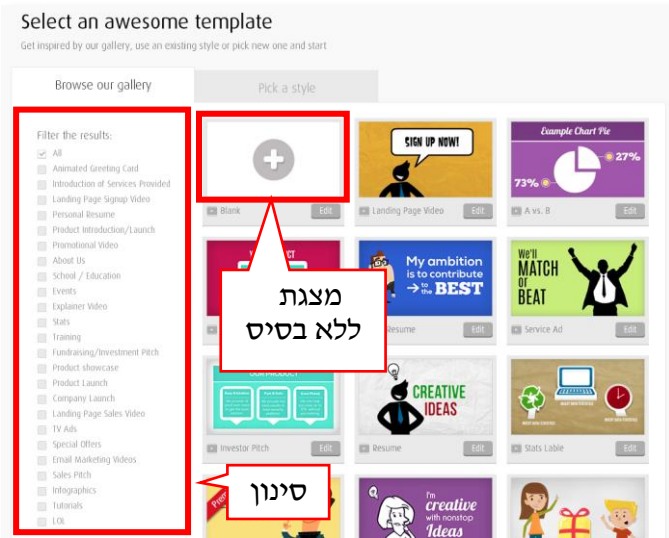 Select an awesome template
Get inspired by our gallery, use an existing style or pick new one and start
Browse our gallery
Pick a style
Filter the results:
All
Animated Greeting Card
Introduction of Services Provided
Landing Page Signup Video
Personal Resume
Product Introduction/Launch
Promotional Video
About Us
School / Education
Events
Explainer Video
Stats
Training
Fundraising/Investment Pitch
Product showcase
Product Launch
Company Launch
Landing Page Sales Video
TV Ads
Special Offers
Email Marketing Videos
Sales Pitch
Infographics
Tutorials
LOL
Blank
Edit
SIGN UP NOW!
Landing Page Video
Edit
Example Chart Pie
27%
73%
A vs. B
Edit
מצגת
ללא בסיס
My ambition
is to contribute
to the BEST
Resume
Edit
We'll
MATCH
or
BEAT
Service Ad
Edit
OUR PRODUCT
Investor Pitch
Edit
CREATIVE
IDEAS
Resume
Edit
Stats Lable
Edit
סינון
I'm
creative
with nonstop
Ideas